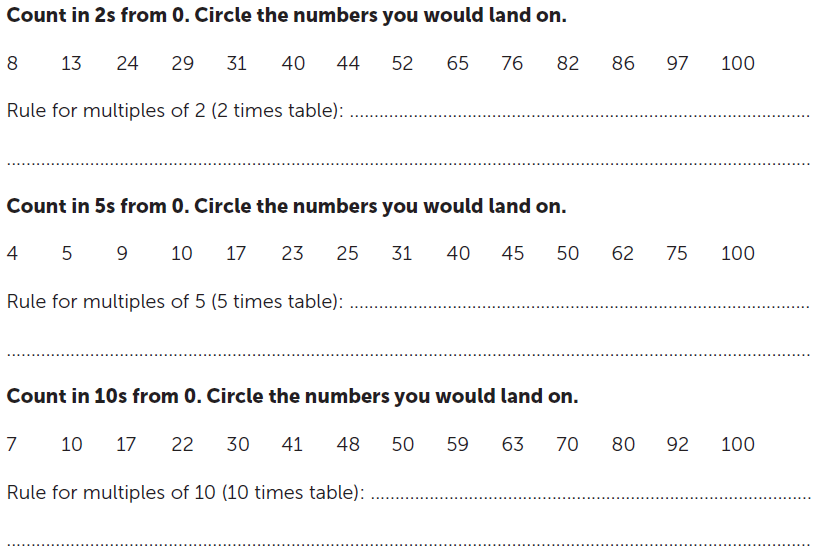 Count in 2s from 0. Circle the numbers you would land on.
8 13 24 29 31 40 44 52 65 76 82 86 97 100
Rule for multiples of 2 (2 times table): ..........................................................................................
..........................................................................................
Count in 5s from 0. Circle the numbers you would land on.
4 5 9 10 17 23 25 31 40 45 50 62 75 100
Rule for multiples of 5 (5 times table): ..........................................................................................
..........................................................................................
Count in 10s from 0. Circle the numbers you would land on.
7 10 17 22 30 41 48 50 59 63 70 80 92 100
Rule for multiples of 10 (10 times table): ..........................................................................................
..........................................................................................